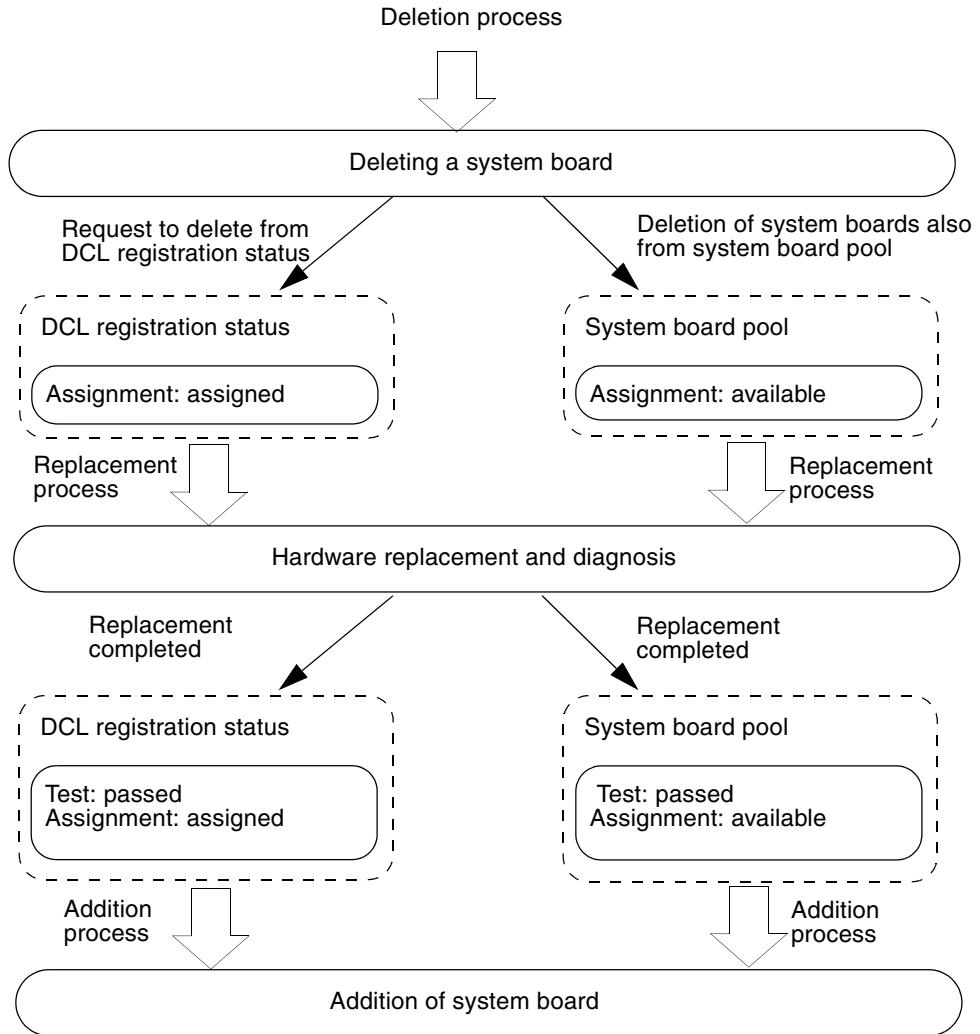 Deletion process
Deleting a system board
Request to delete from
DCL registration status
Deletion of system boards also
from system board pool
DCL registration status
Assignment: assigned
System board pool
Assignment: available
Replacement
process
Replacement
process
Hardware replacement and diagnosis
Replacement
completed
Replacement
completed
DCL registration status
Test: passed
Assignment: assigned
System board pool
Test: passed
Assignment: available
Addition
process
Addition
process
Addition of system board